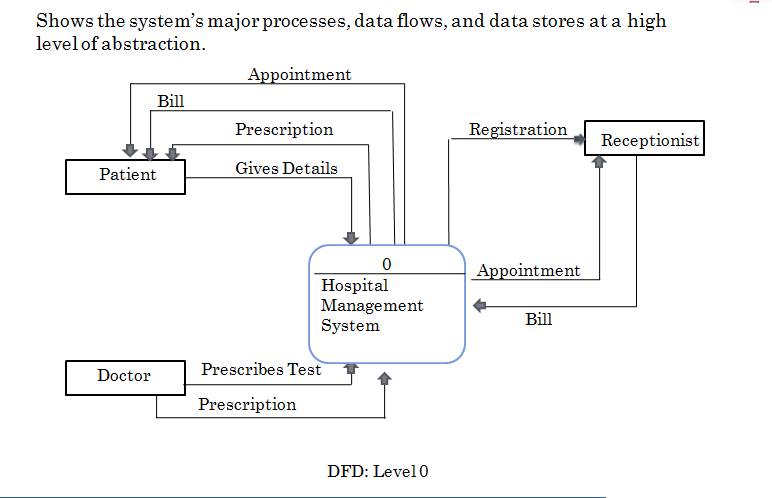 Shows the system's major processes, data flows, and data stores at a high
level of abstraction.
Appointment
Bill
Prescription
Registration
Receptionist
Gives Details
Patient
0
Hospital
Management
System
Appointment
Bill
Doctor
Prescribes Test
Prescription
DFD: Level 0